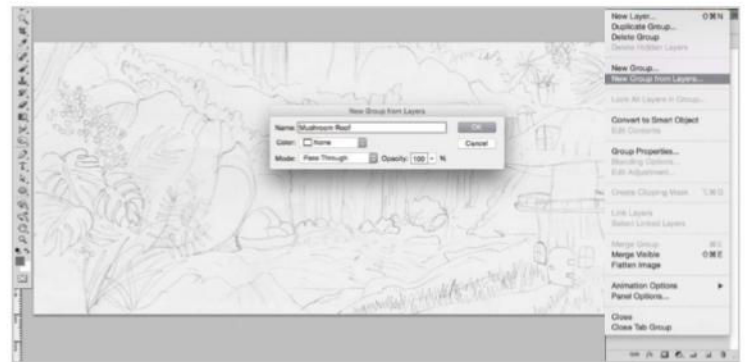 New Layer... ⇧⌘N
Duplicate Group...
Delete Group
Delete Hidden Layers
New Group...
New Group from Layers...
Lock All Layers in Group...
Convert to Smart Object
Edit Contents
Group Properties...
Blending Options...
Edit Adjustment...
Create Clipping Mask ⌥⌘G
Link Layers
Select Linked Layers
Merge Group ⌘E
Merge Visible ⇧⌘E
Flatten Image
Animation Options
Panel Options...
Close
Close Tab Group
New Group from Layers
Name: Mushroom Roof
OK
Color: None
Cancel
Mode: Pass Through Opacity: 100 %